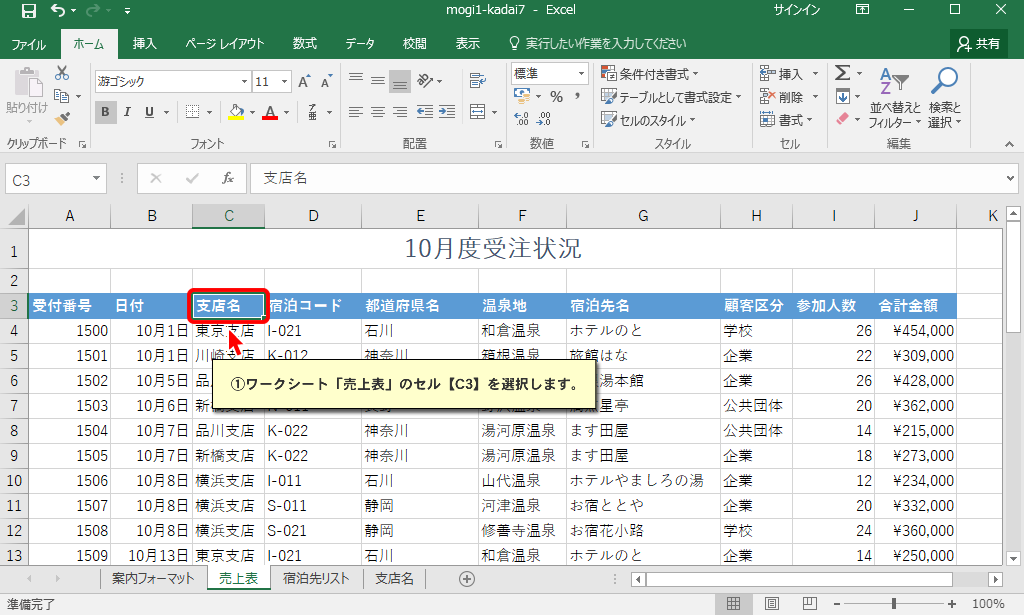 mogi1-kadai7 - Excel サインイン
ファイル ホーム 挿入 ページ レイアウト 数式 データ 校閲 表示 実行したい作業を入力してください 共有
貼り付け 游ゴシック 11 A A 標準 条件付き書式 挿入 Σ
テーブルとして書式設定 削除 並べ替えと 検索と
B I U A % , セルのスタイル 書式 フィルター 選択
クリップボード フォント 配置 数値 スタイル セル 編集
C3 fx 支店名
A B C D E F G H I J K
1 10月度受注状況
2
3 受付番号 日付 支店名 宿泊コード 都道府県名 温泉地 宿泊先名 顧客区分 参加人数 合計金額
4 1500 10月1日 東京支店 I-021 石川 和倉温泉 ホテルのと 学校 26 ¥454,000
5 1501 10月1日 川崎支店 K-012 神奈川 箱根温泉 旅館はな 企業 22 ¥309,000
6 1502 10月5日 品 湯本館 企業 26 ¥428,000
①ワークシート「売上表」のセル【C3】を選択します。
7 1503 10月6日 新橋支店 星亭 公共団体 20 ¥362,000
8 1504 10月7日 品川支店 K-022 神奈川 湯河原温泉 ます田屋 公共団体 14 ¥215,000
9 1505 10月7日 新橋支店 K-022 神奈川 湯河原温泉 ます田屋 企業 18 ¥273,000
10 1506 10月8日 横浜支店 I-011 石川 山代温泉 ホテルやましろの湯 企業 12 ¥234,000
11 1507 10月8日 横浜支店 S-011 静岡 河津温泉 お宿ととや 企業 20 ¥332,000
12 1508 10月8日 横浜支店 S-021 静岡 修善寺温泉 お宿花小路 学校 24 ¥360,000
13 1509 10月13日 東京支店 I-021 石川 和倉温泉 ホテルのと 企業 14 ¥250,000
案内フォーマット 売上表 宿泊先リスト 支店名
準備完了 100%